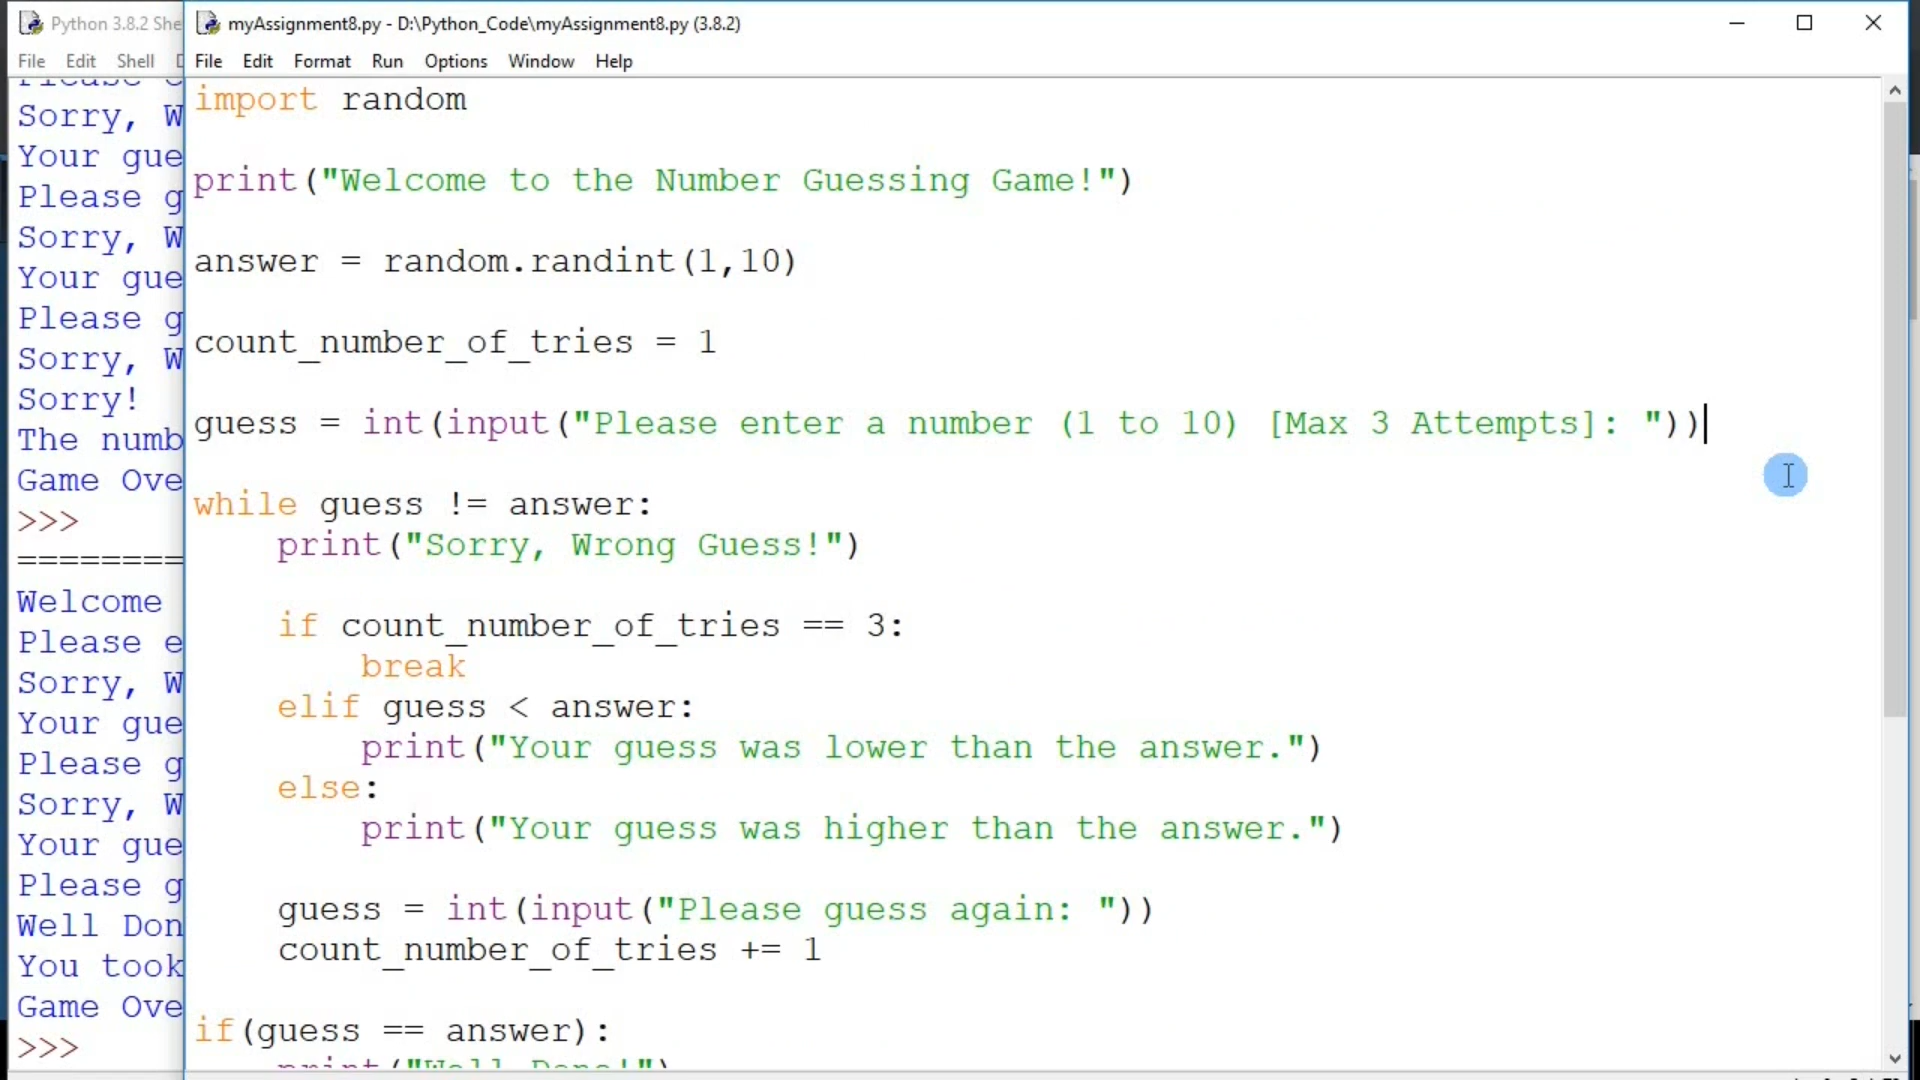 Python 3.8.2 She
File Edit Shell
Sorry, W
Your gue
Please g
Sorry, W
Your gue
Please g
Sorry, W
Sorry!
The numb
Game Ove
>>>
=========
Welcome
Please e
Sorry, W
Your gue
Please g
Sorry, W
Your gue
Please g
Well Don
You took
Game Ove
>>>
myAssignment8.py - D:\Python_Code\myAssignment8.py (3.8.2)
File Edit Format Run Options Window Help
import random
print("Welcome to the Number Guessing Game!")
answer = random.randint(1,10)
count_number_of_tries = 1
guess = int(input("Please enter a number (1 to 10) [Max 3 Attempts]: "))
while guess != answer:
    print("Sorry, Wrong Guess!")
    if count_number_of_tries == 3:
        break
    elif guess < answer:
        print("Your guess was lower than the answer.")
    else:
        print("Your guess was higher than the answer.")
    guess = int(input("Please guess again: "))
    count_number_of_tries += 1
if(guess == answer):
    print("Well Done!")